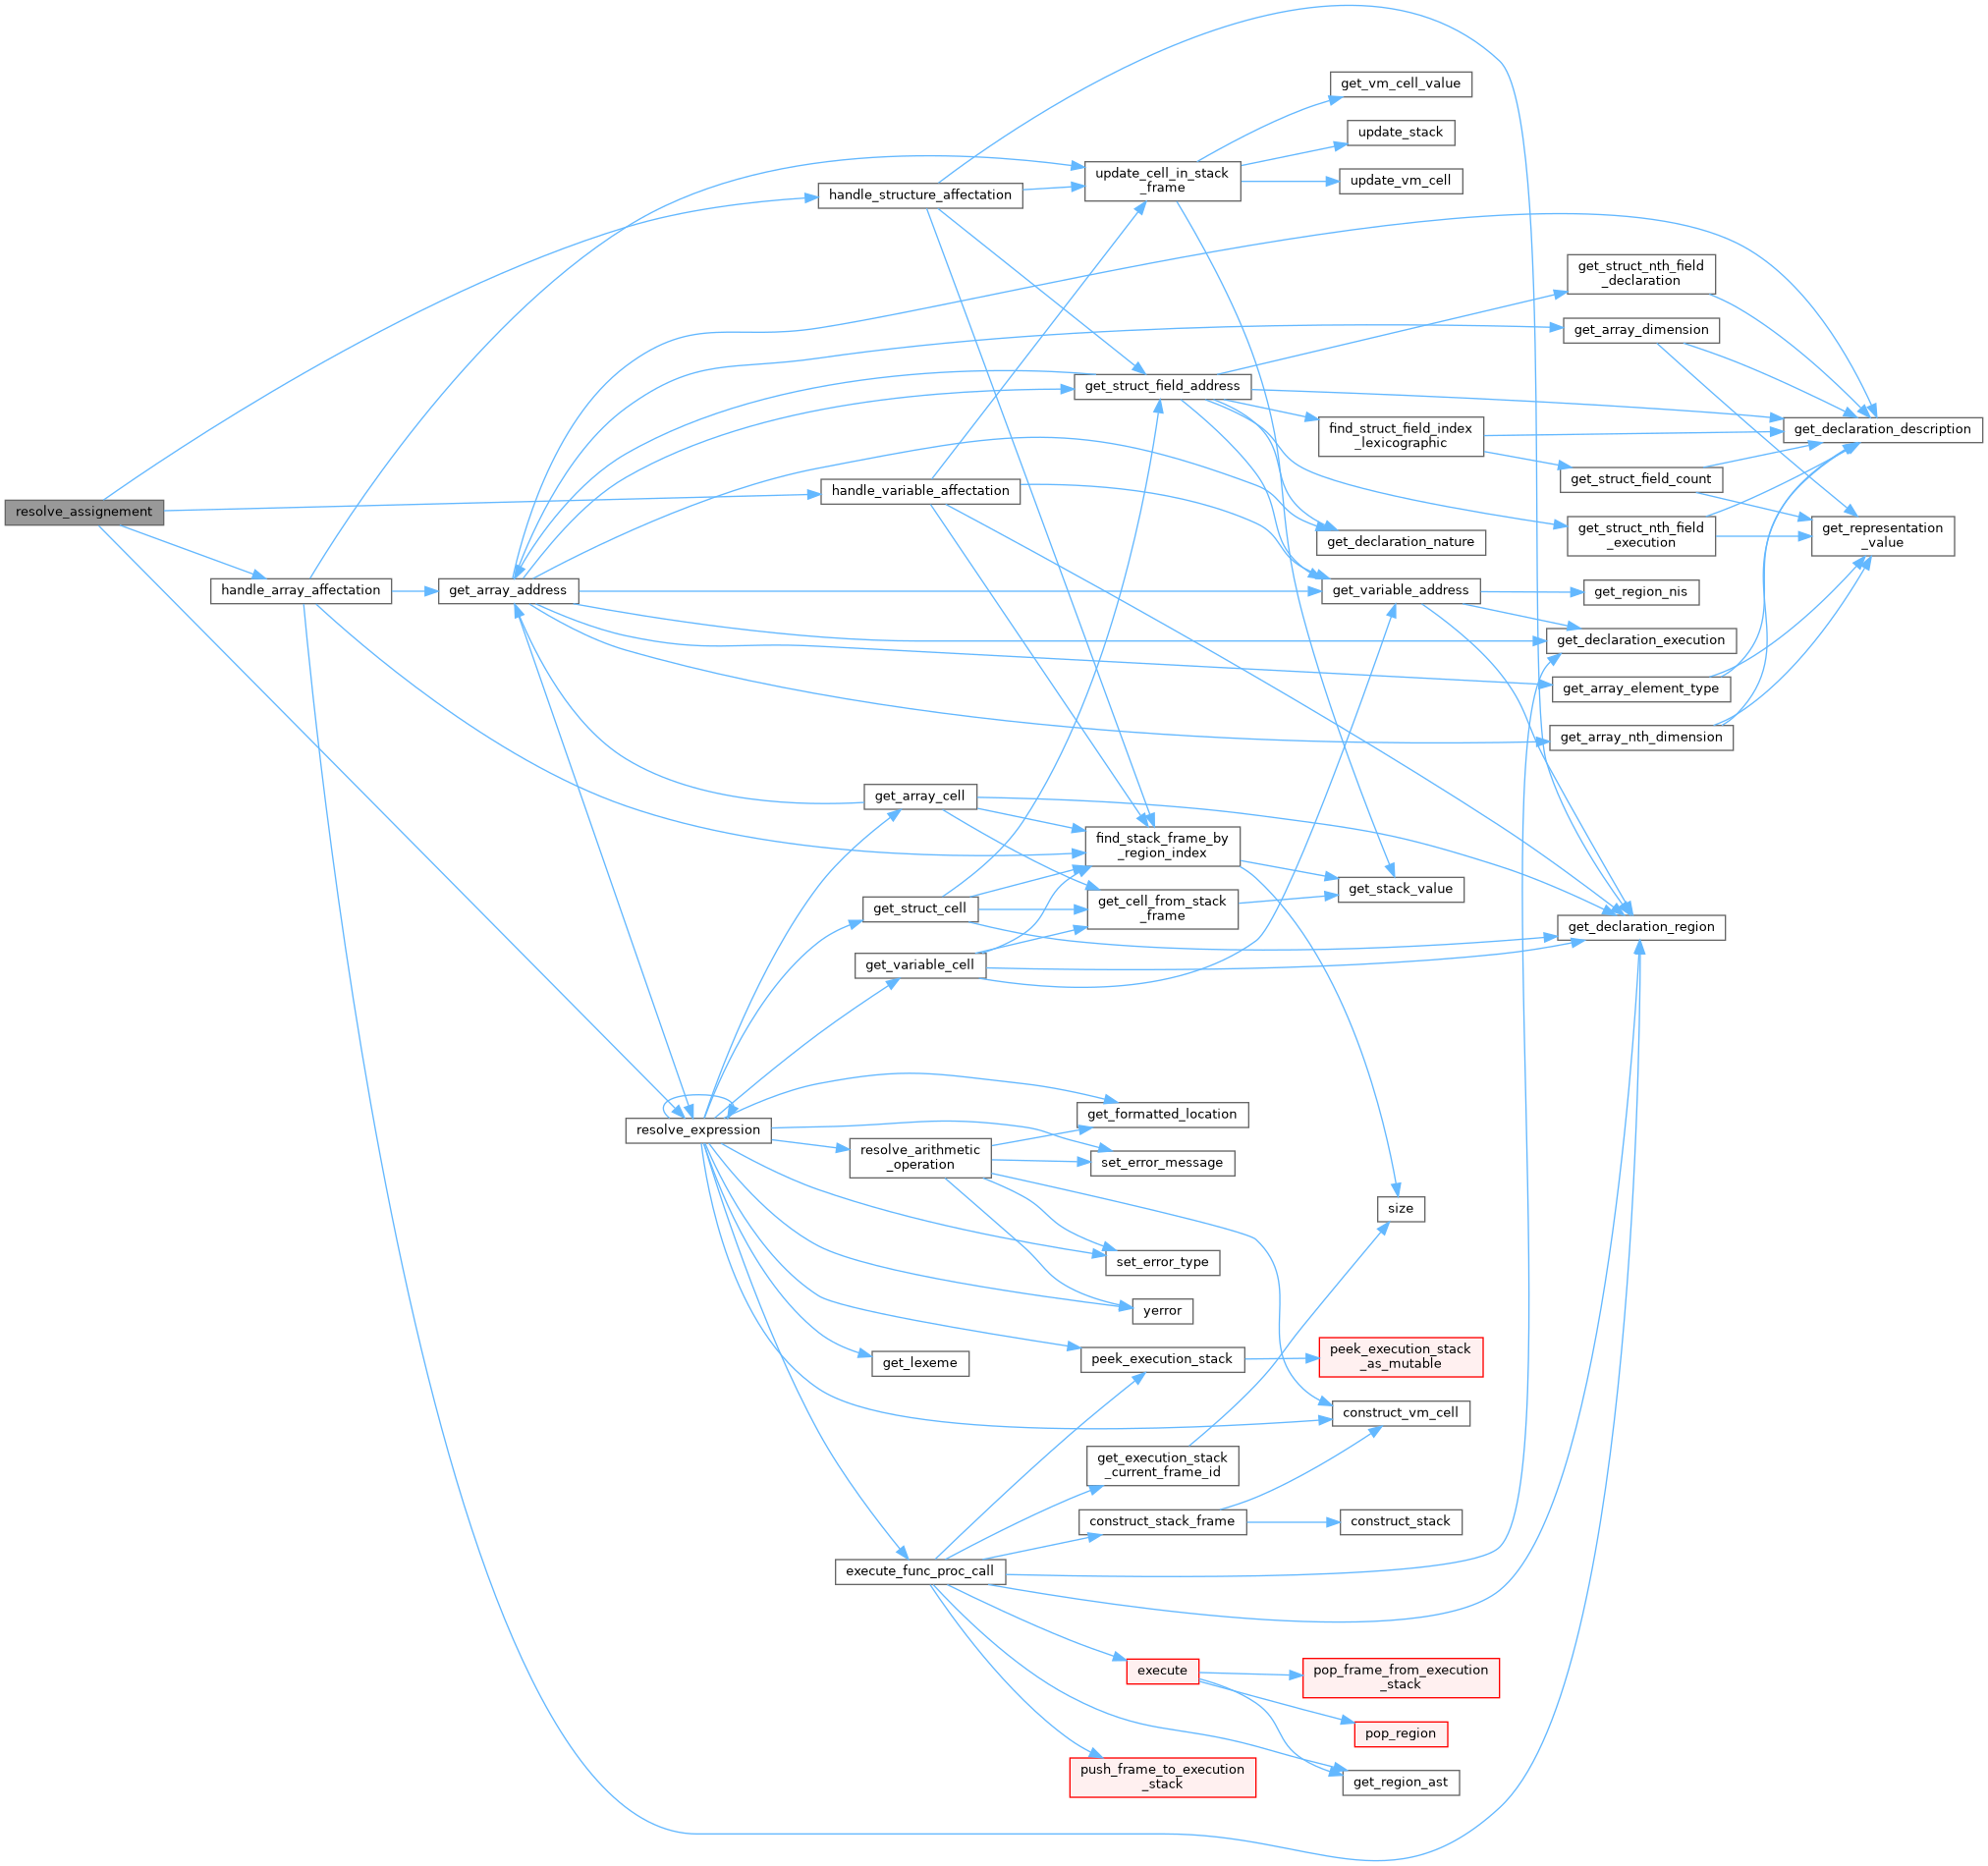 get_vm_cell_value
update_stack
update_cell_in_stack
_frame
update_vm_cell
handle_structure_affectation
get_struct_nth_field
_declaration
get_array_dimension
get_struct_field_address
find_struct_field_index
_lexicographic
get_declaration_description
get_struct_field_count
handle_variable_affectation
resolve_assignement
get_struct_nth_field
_execution
get_representation
_value
get_declaration_nature
handle_array_affectation
get_array_address
get_variable_address
get_region_nis
get_declaration_execution
get_array_element_type
get_array_nth_dimension
get_array_cell
find_stack_frame_by
_region_index
get_stack_value
get_struct_cell
get_cell_from_stack
_frame
get_declaration_region
get_variable_cell
get_formatted_location
resolve_expression
resolve_arithmetic
_operation
set_error_message
size
set_error_type
yerror
get_lexeme
peek_execution_stack
peek_execution_stack
_as_mutable
construct_vm_cell
get_execution_stack
_current_frame_id
construct_stack_frame
construct_stack
execute_func_proc_call
execute
pop_frame_from_execution
_stack
pop_region
push_frame_to_execution
_stack
get_region_ast